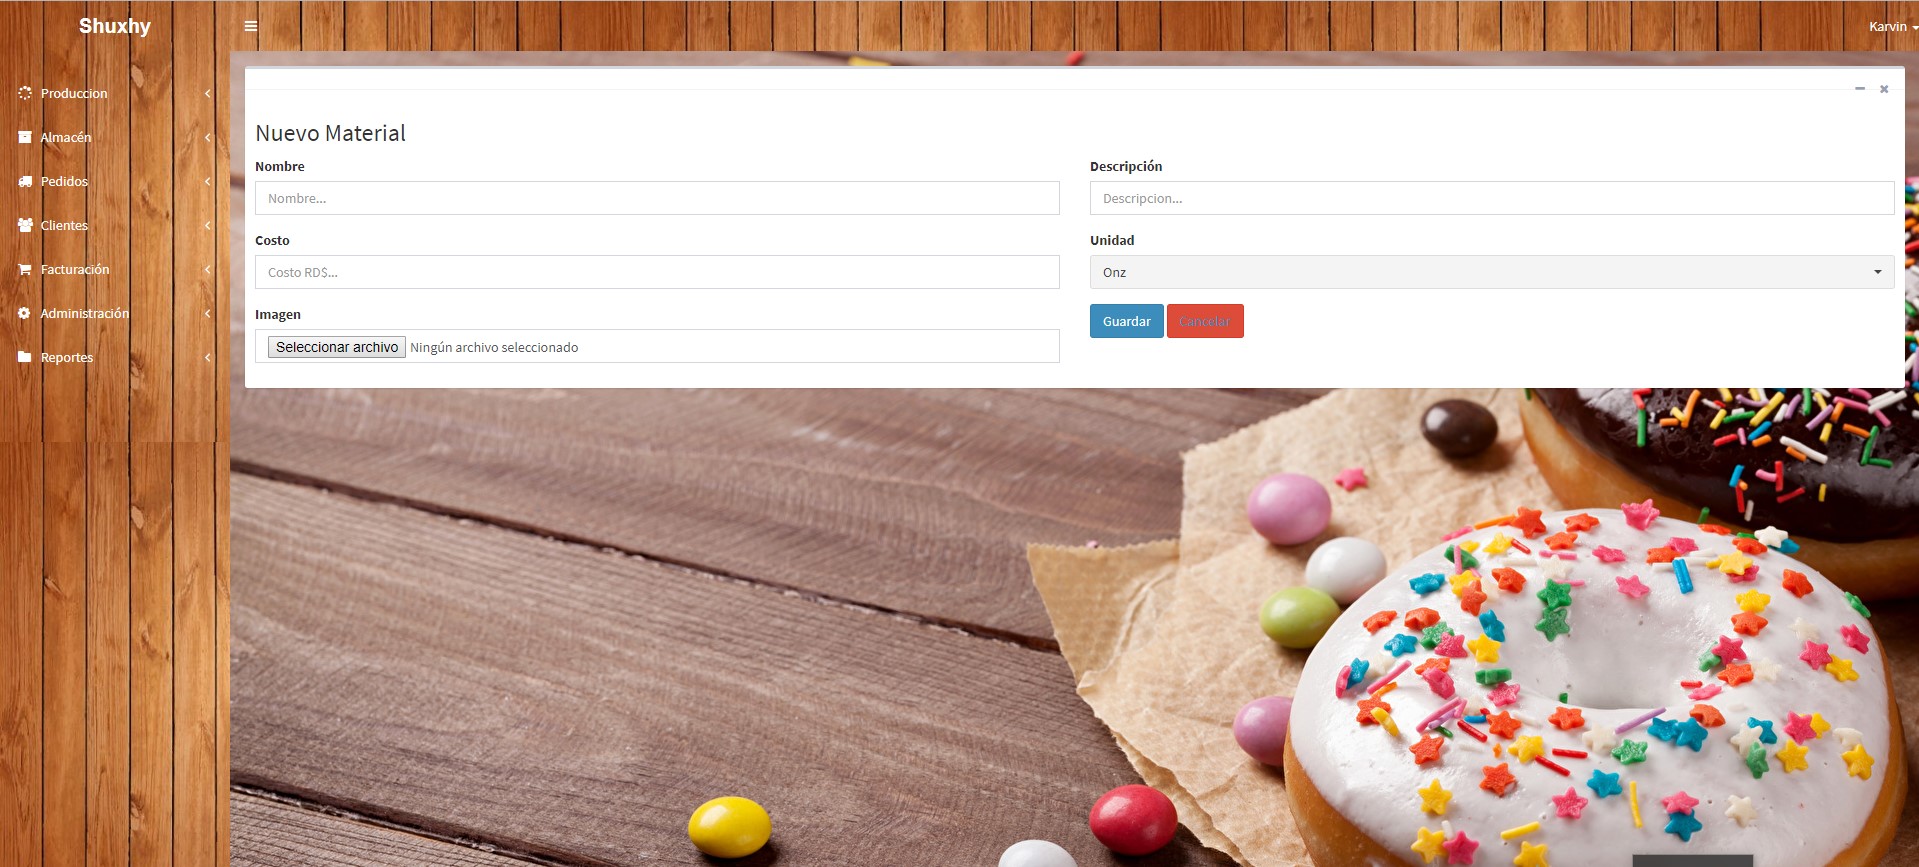 Shuxhy
Karvin
Produccion
Almacén
Pedidos
Clientes
Facturación
Administración
Reportes
Nuevo Material
Nombre
Nombre...
Descripción
Descripcion...
Costo
Costo RD$...
Unidad
Onz
Imagen
Seleccionar archivo Ningún archivo seleccionado
Guardar Cancelar